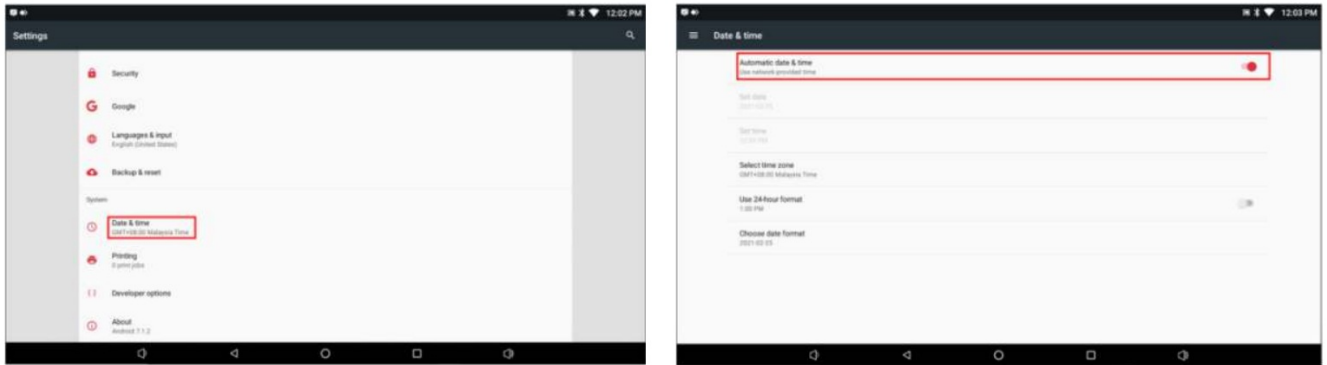 12:02 PM
Settings
Security
Google
Languages & input
English (United States)
Backup & reset
System
Date & time
GMT+08:00 Malaysia Time
Printing
0 print jobs
Developer options
About
Android 7.1.2
12:03 PM
Date & time
Automatic date & time
Use network-provided time
Set date
Set time
Select time zone
GMT+08:00 Malaysia Time
Use 24-hour format
1:00 PM
Choose date format